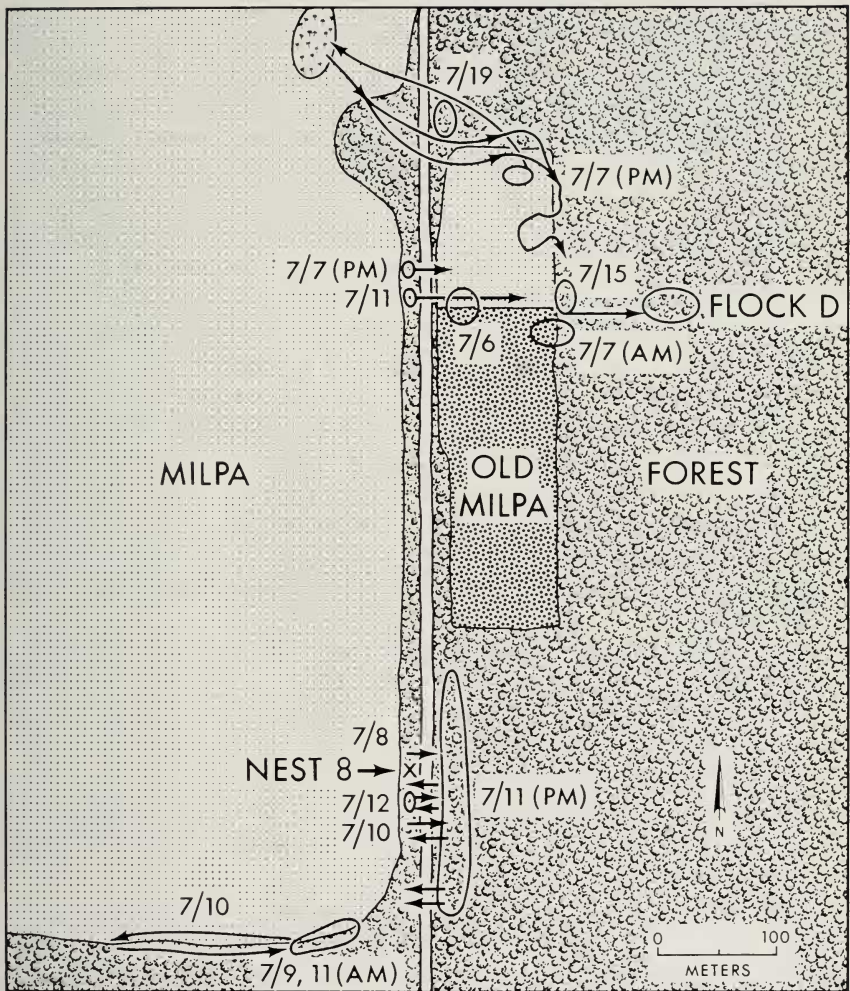 7/19
7/7 (PM)
7/7 (PM)
7/15
7/11
FLOCK D
7/6
7/7 (AM)
MILPA
OLD
MILPA
FOREST
7/8
NEST 8
X
7/12
7/11 (PM)
7/10
N
7/10
0 100
METERS
7/9, 11 (AM)